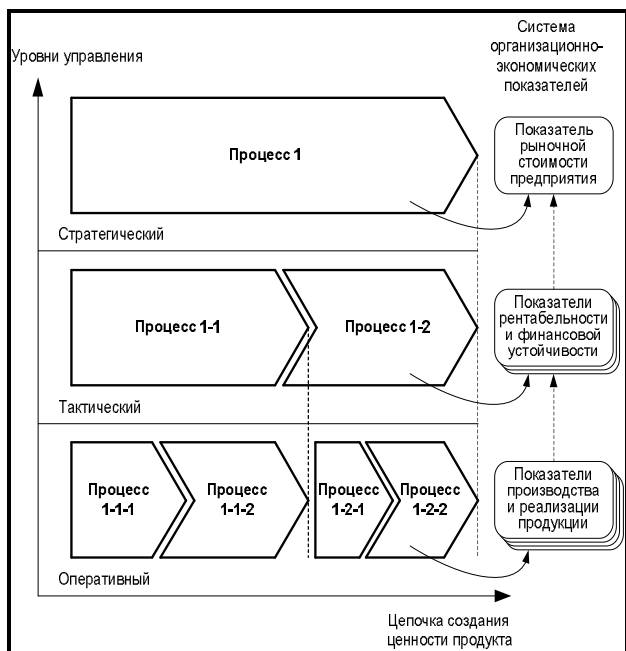 Система
организационно-
экономических
показателей
Уровни управления
Процесс 1
Показатель
рыночной
стоимости
предприятия
Стратегический
Процесс 1-1
Процесс 1-2
Показатели
рентабельности
и финансовой
устойчивости
Тактический
Процесс
1-1-1
Процесс
1-1-2
Процесс
1-2-1
Процесс
1-2-2
Показатели
производства
и реализации
продукции
Оперативный
Цепочка создания
ценности продукта